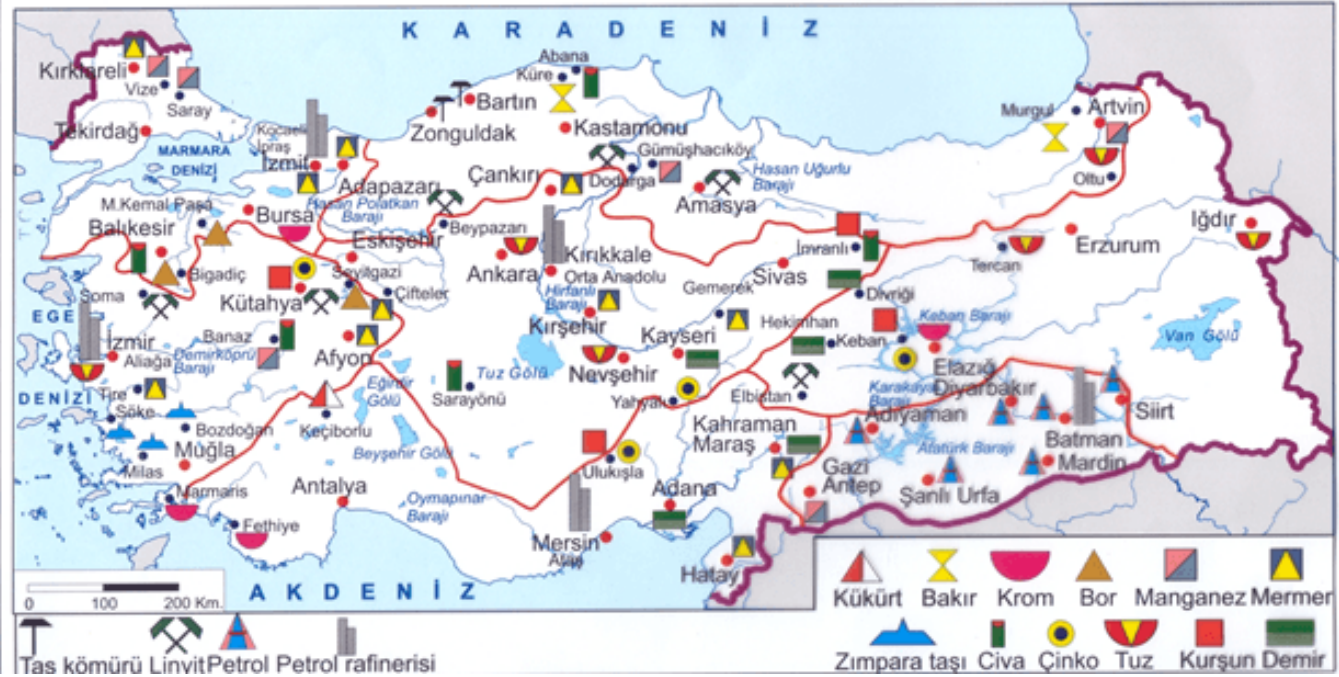 KARADENİZ
Kırklareli
Vize
Saray
Tekirdağ
MARMARA
DENİZİ
Kocaeli
İpraş
İzmit
Adapazarı
Hasan Polatkan
Barajı
Zonguldak
Bartın
Abana
Küre
Kastamonu
Çankırı
Gümüşhacıköy
Dodarga
Amasya
Hasan Uğurlu
Barajı
Murgul
Artvin
Oltu
Iğdır
Erzurum
Tercan
M.Kemal Paşa
Bursa
Balıkesir
Bigadiç
Eskişehir
Beypazarı
Ankara
Kırıkkale
Orta Anadolu
Hirfanlı
Barajı
Kırşehir
Sivas
İmranlı
Divriği
Gemerek
Soma
Kütahya
Seyitgazi
Çifteler
EGE
DENİZİ
İzmir
Aliağa
Banaz
Demirköprü
Barajı
Afyon
Tire
Söke
Bozdoğan
Milas
Muğla
Marmaris
Fethiye
Keçiborlu
Eğirdir
Gölü
Beyşehir Gölü
Sarayönü
Tuz Gölü
Nevşehir
Kayseri
Yahyalı
Hekimhan
Keban
Keban Barajı
Elazığ
Diyarbakır
Karakaya
Barajı
Elbistan
Adıyaman
Atatürk Barajı
Van Gölü
Siirt
Batman
Mardin
Şanlı Urfa
Kahraman
Maraş
Gazi
Antep
Ulukışla
Adana
Mersin
Ataş
Hatay
Antalya
Oymapınar
Barajı
AKDENİZ
0 100 200 Km.
Kükürt Bakır Krom Bor Manganez Mermer
Zımpara taşı Civa Çinko Tuz Kurşun Demir
Taş kömürü Linyit Petrol Petrol rafinerisi